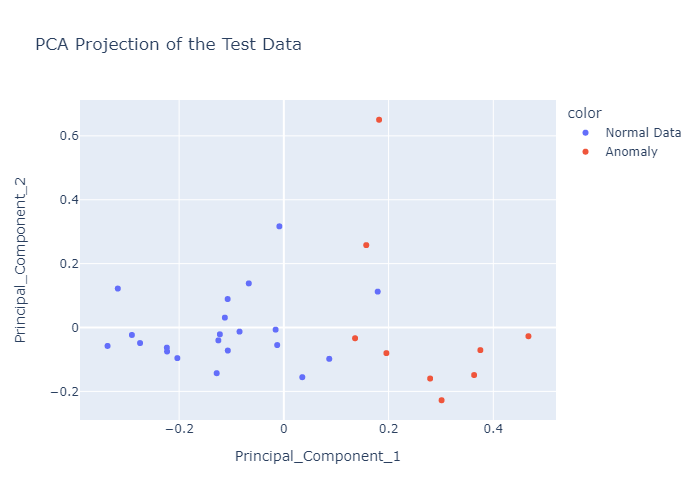 PCA Projection of the Test Data
color
Normal Data
Anomaly
0.6
0.4
0.2
0
−0.2
Principal_Component_2
−0.2
0
0.2
0.4
Principal_Component_1